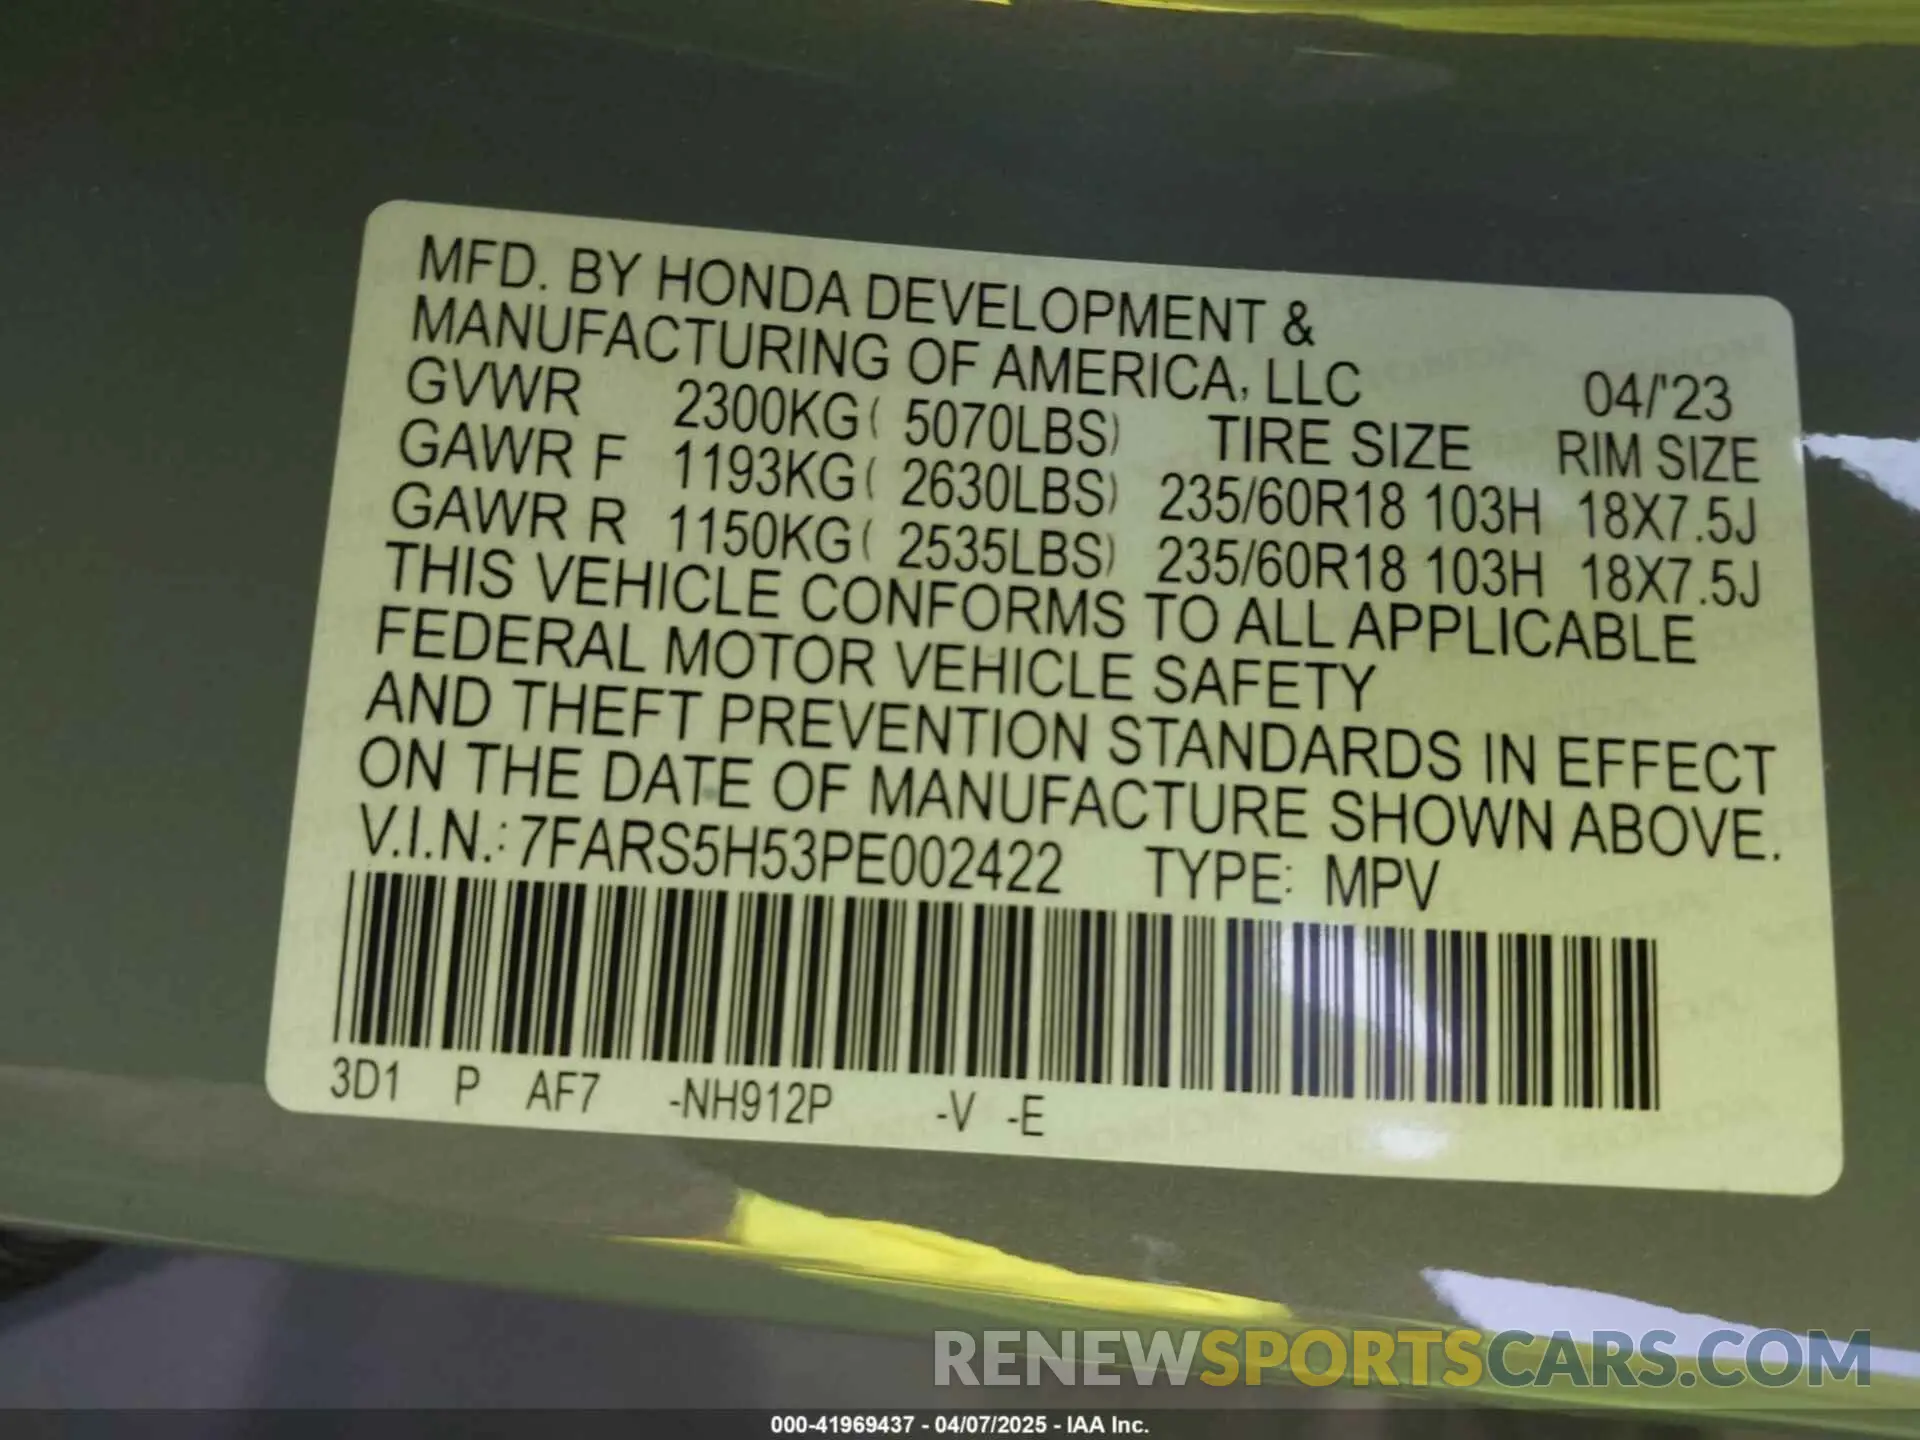 MFD. BY HONDA DEVELOPMENT &
MANUFACTURING OF AMERICA, LLC 04/'23
GVWR 2300KG( 5070LBS) TIRE SIZE RIM SIZE
GAWR F 1193KG( 2630LBS) 235/60R18 103H 18X7.5J
GAWR R 1150KG( 2535LBS) 235/60R18 103H 18X7.5J
THIS VEHICLE CONFORMS TO ALL APPLICABLE
FEDERAL MOTOR VEHICLE SAFETY
AND THEFT PREVENTION STANDARDS IN EFFECT
ON THE DATE OF MANUFACTURE SHOWN ABOVE.
V.I.N.: 7FARS5H53PE002422 TYPE: MPV
3D1 P AF7 -NH912P -V -E
RENEWSPORTSCARS.COM
000-41969437 - 04/07/2025 - IAA Inc.